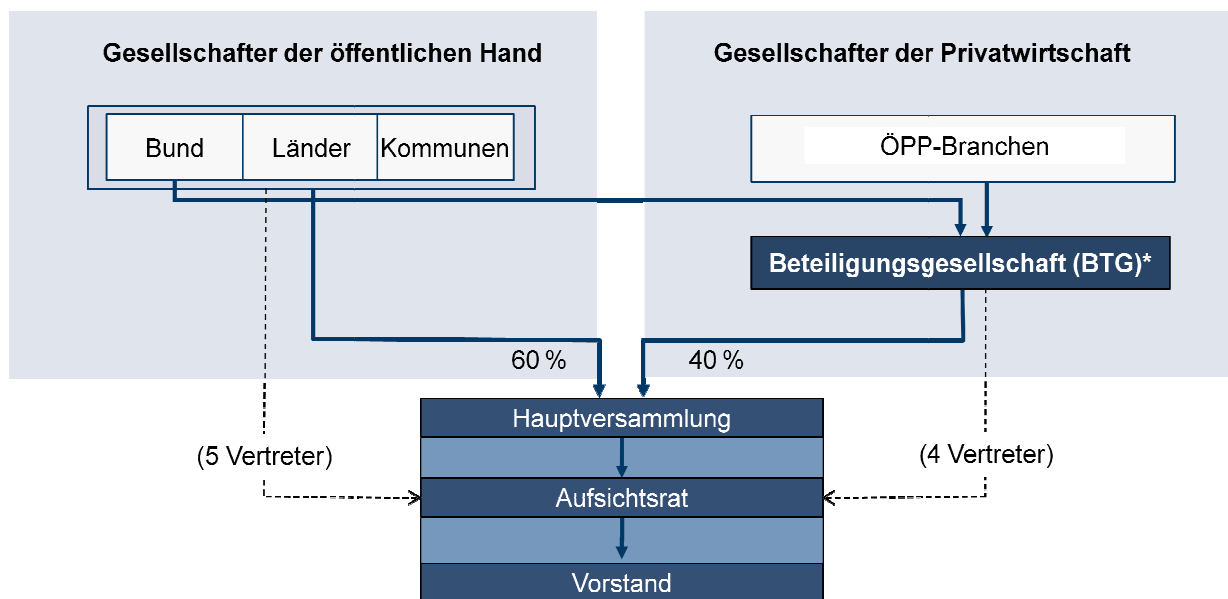 Gesellschafter der öffentlichen Hand
Gesellschafter der Privatwirtschaft
Bund
Länder
Kommunen
ÖPP-Branchen
Beteiligungsgesellschaft (BTG)*
60 %
40 %
Hauptversammlung
(5 Vertreter)
(4 Vertreter)
Aufsichtsrat
Vorstand